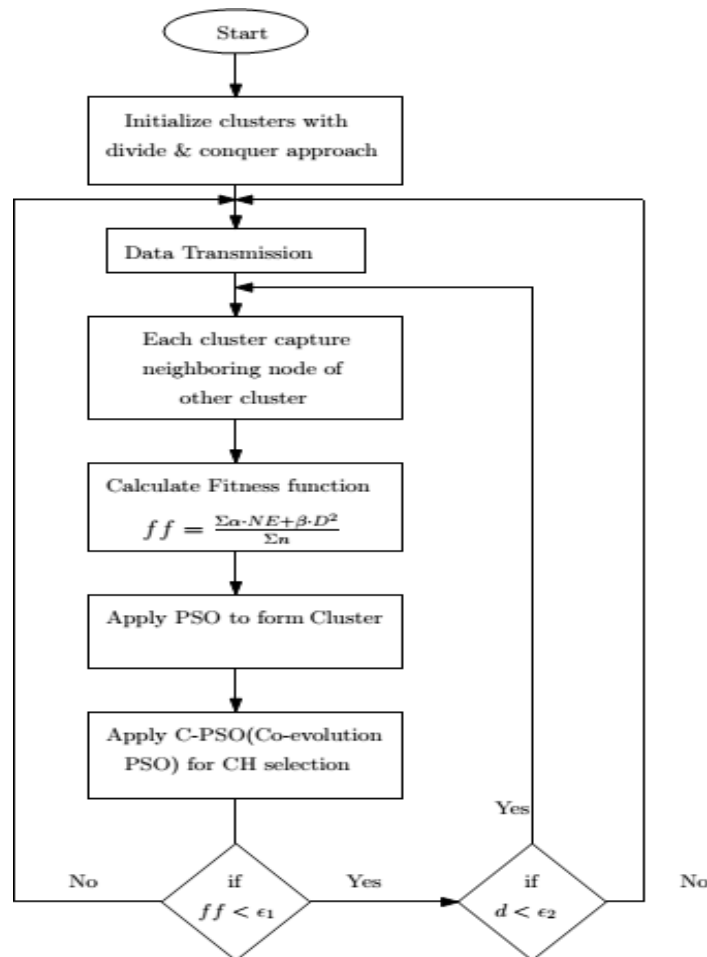 Start
Initialize clusters with
divide & conquer approach
Data Transmission
Each cluster capture
neighboring node of
other cluster
Calculate Fitness function
ff = Σα·NE+β·D² / Σn
Apply PSO to form Cluster
Apply C-PSO(Co-evolution
PSO) for CH selection
Yes
No
if
ff < ϵ₁
Yes
if
d < ϵ₂
No